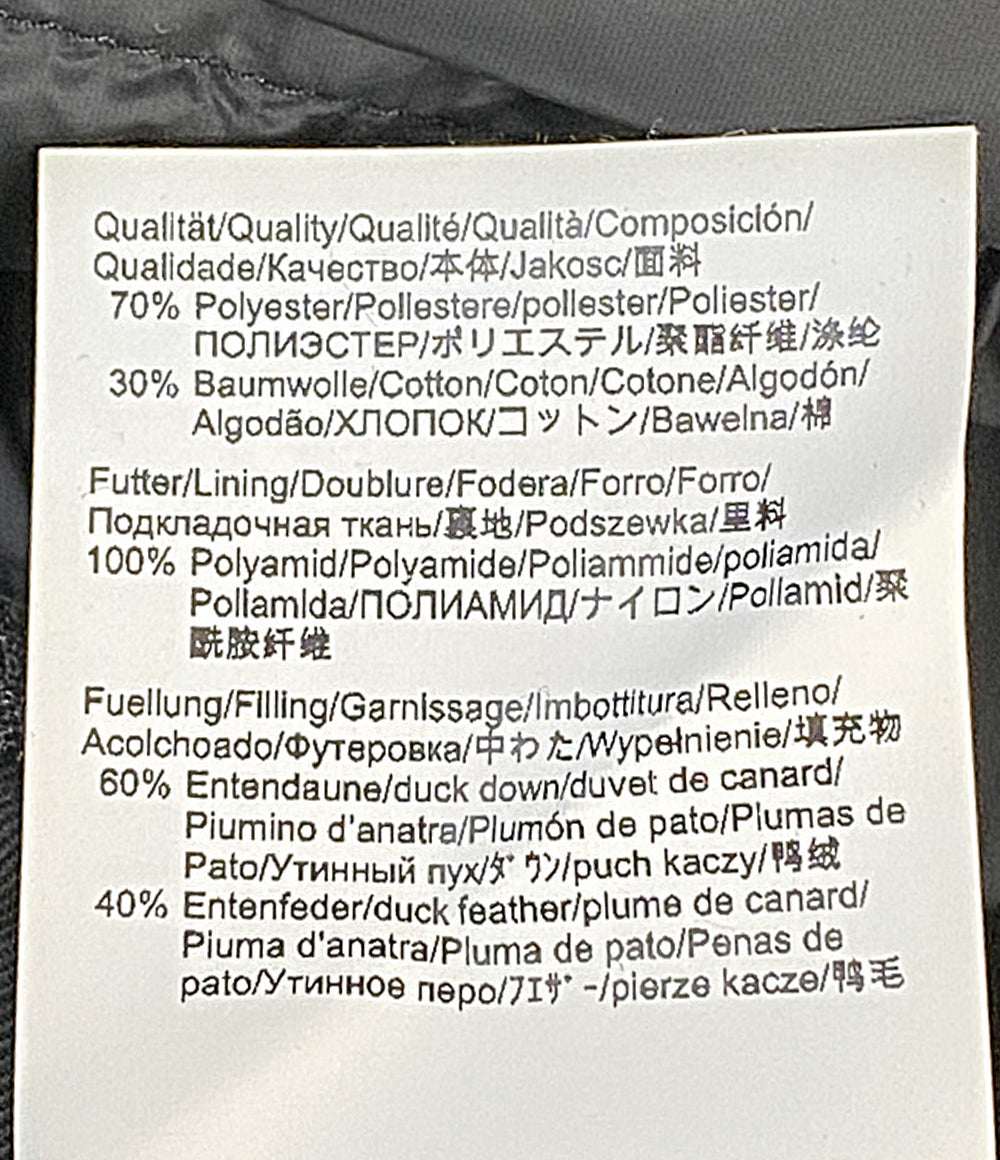 Qualität/Quality/Qualité/Qualità/Composición/
Qualidade/Качество/本体/Jakosc/面料
70% Polyester/Poliestere/poliester/Poliester/
ПОЛИЭСТЕР/ポリエステル/聚酯纤维/涤纶
30% Baumwolle/Cotton/Coton/Cotone/Algodón/
Algodão/ХЛОПОК/コットン/Bawelna/棉
Futter/Lining/Doublure/Fodera/Forro/Forro/
Подкладочная ткань/裏地/Podszewka/里料
100% Polyamid/Polyamide/Poliammide/poliamida/
Poliamida/ПОЛИАМИД/ナイロン/Poliamid/聚
酰胺纤维
Fuellung/Filling/Garnissage/Imbottitura/Relleno/
Acolchoado/Футеровка/中わた/Wypełnienie/填充物
60% Entendaune/duck down/duvet de canard/
Piumino d'anatra/Plumón de pato/Plumas de
Pato/Утинный пух/ﾀﾞｳﾝ/puch kaczy/鸭绒
40% Entenfeder/duck feather/plume de canard/
Piuma d'anatra/Pluma de pato/Penas de
pato/Утинное перо/ﾌｴｻﾞｰ/pierze kacze/鸭毛